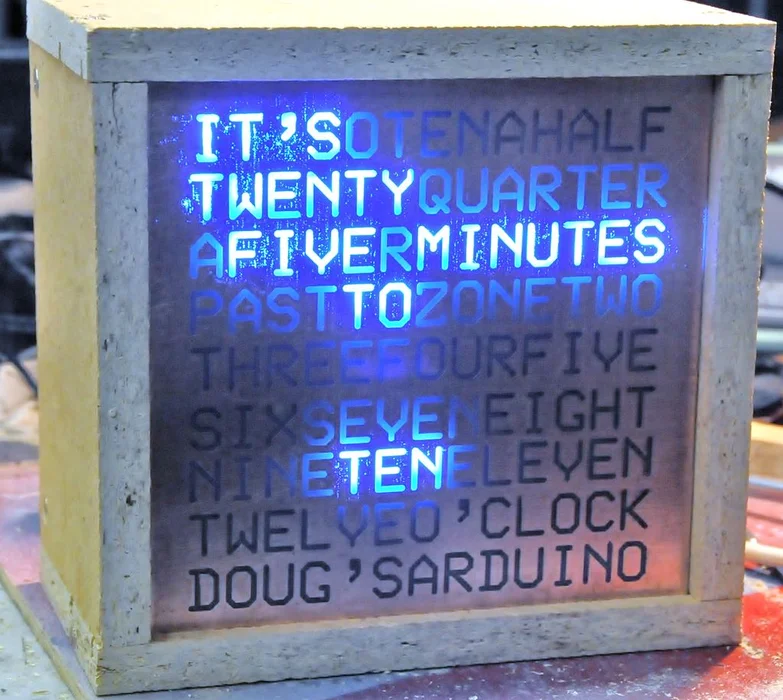 IT'SOTENAHALF
TWENTYQUARTER
AFIVERMINUTES
PASTTOZONETWO
THREEFOURFIVE
SIXSEVENEIGHT
NINETENELEVEN
TWELVEO'CLOCK
DOUG'SARDUINO